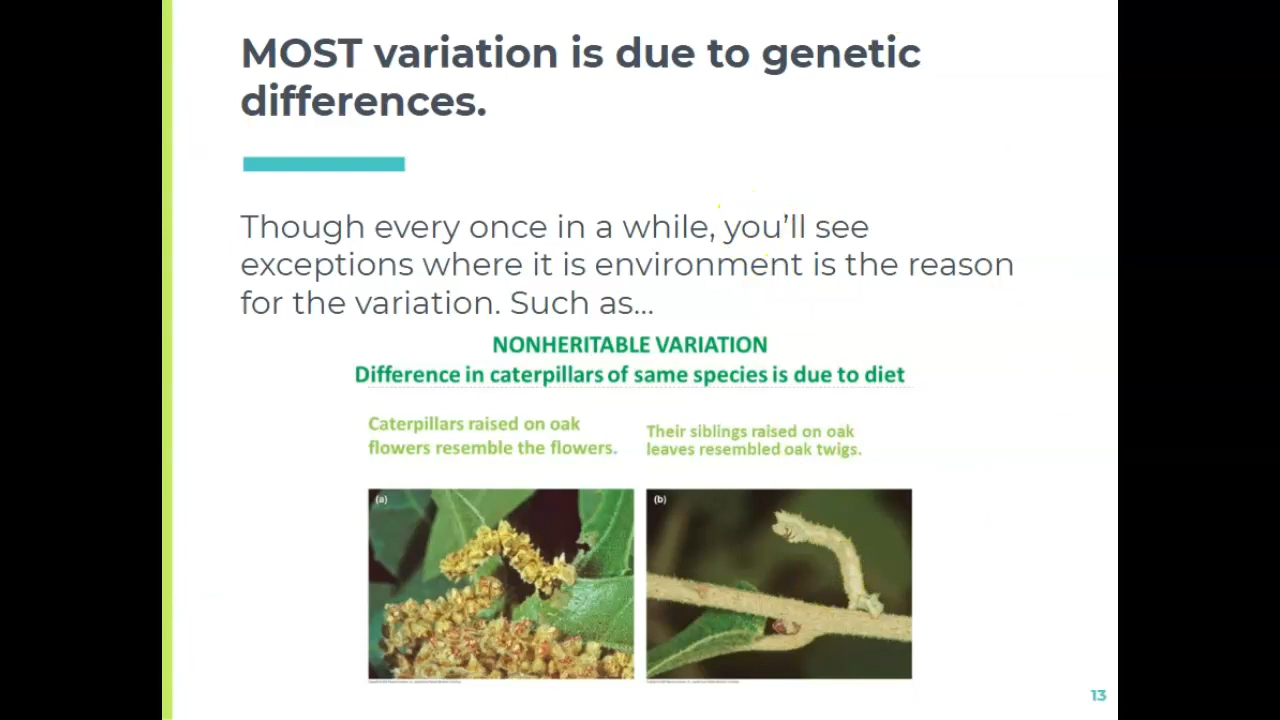 MOST variation is due to genetic
differences.
Though every once in a while, you'll see
exceptions where it is environment is the reason
for the variation. Such as...
NONHERITABLE VARIATION
Difference in caterpillars of same species is due to diet
Caterpillars raised on oak
flowers resemble the flowers.
Their siblings raised on oak
leaves resembled oak twigs.
(a)
(b)
13